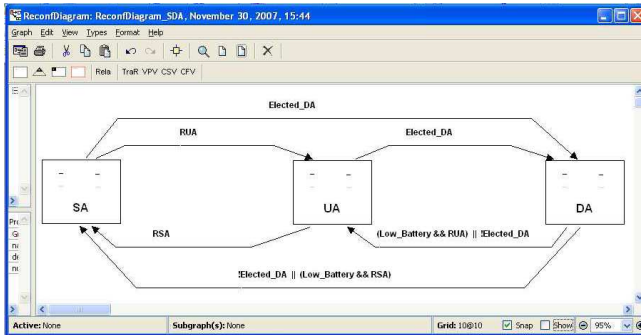 ReconfDiagram: ReconfDiagram_SDA, November 30, 2007, 15:44
Graph Edit View Types Format Help
Rela TraR VPV CSV CFV
Elected_DA
RUA
Elected_DA
SA
UA
DA
RSA
(Low_Battery && RUA) || !Elected_DA
!Elected_DA || (Low_Battery && RSA)
Active: None
Subgraph(s): None
Grid: 10@10
Snap
Show
95%